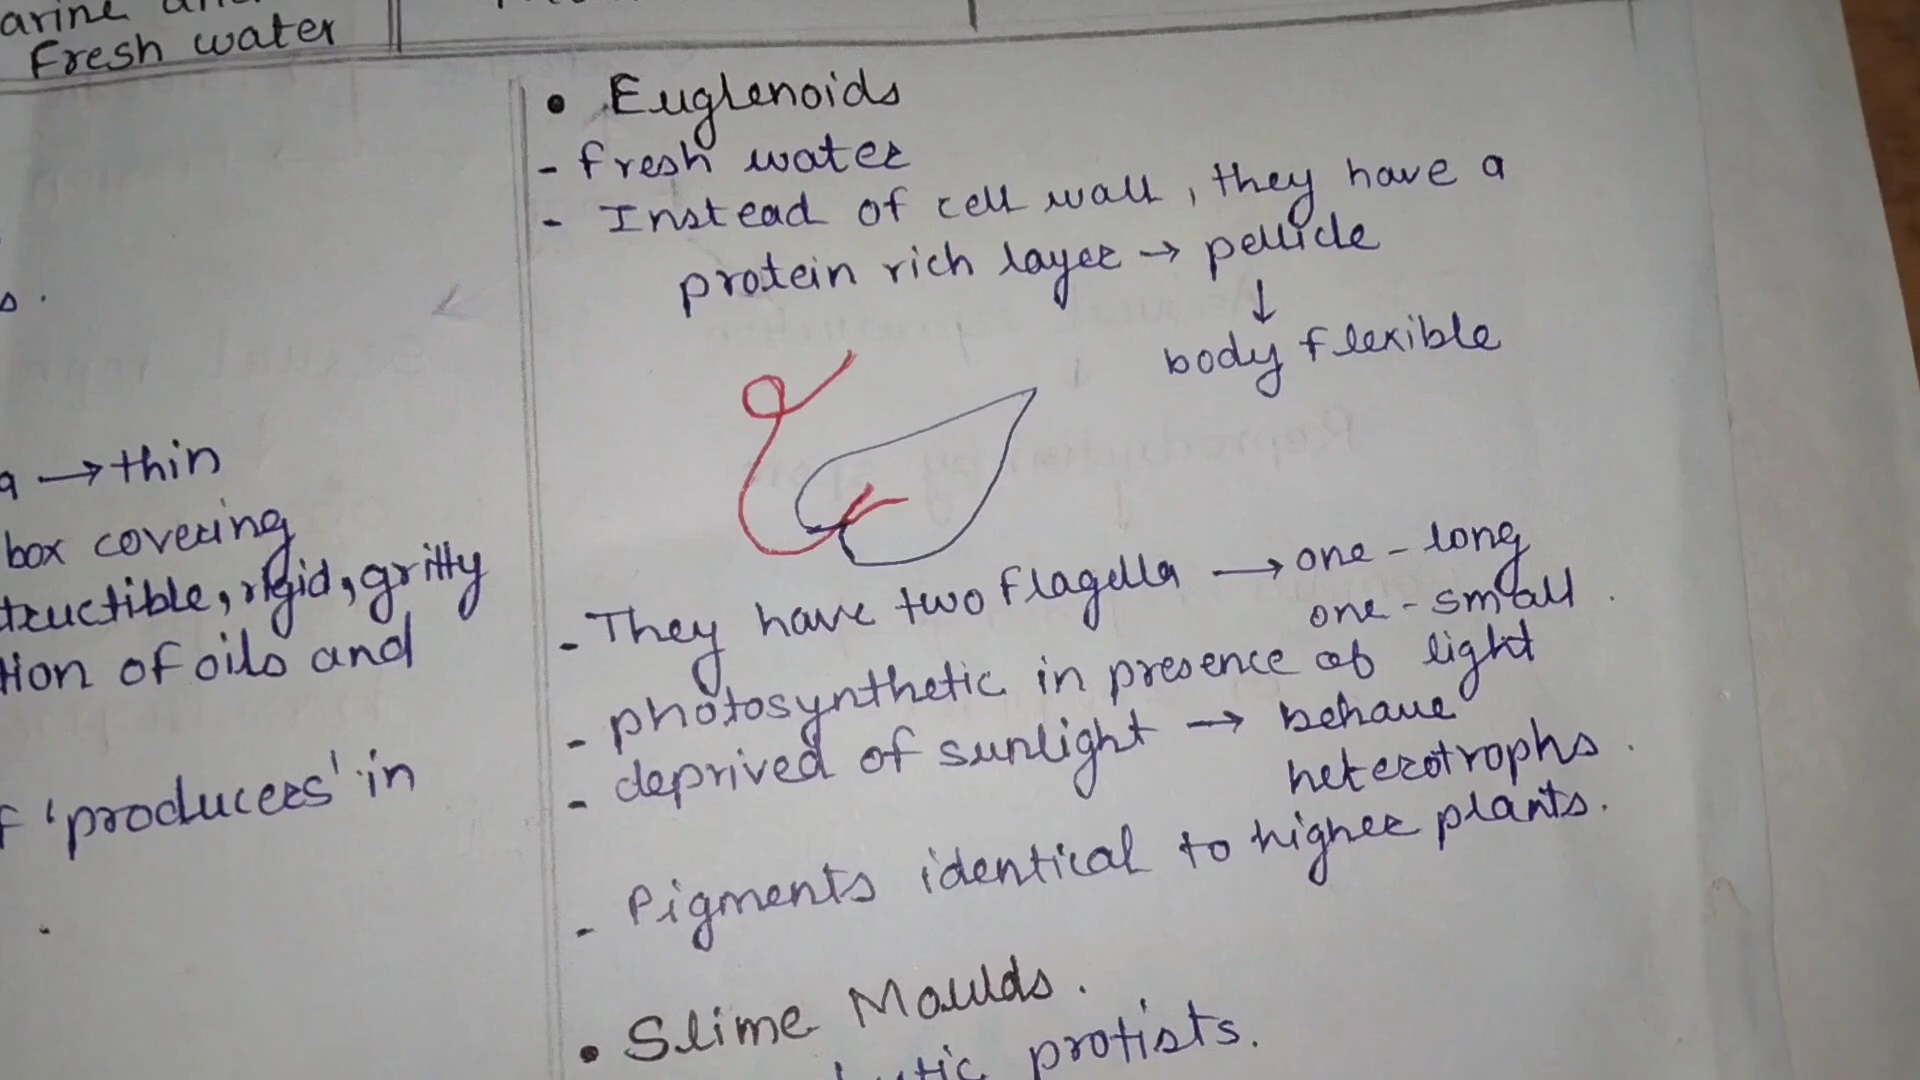 Fresh water
thin
box covering
rigid, gritty
of oils and
'producers' in
• Euglenoids
- fresh water
- Instead of cell wall, they have a
protein rich layer → pellicle
↓
body flexible
- They have two flagella → one - long
one - small.
- photosynthetic in presence of light
- deprived of sunlight → behave
heterotrophs.
- Pigments identical to higher plants.
• Slime Moulds.
protists.